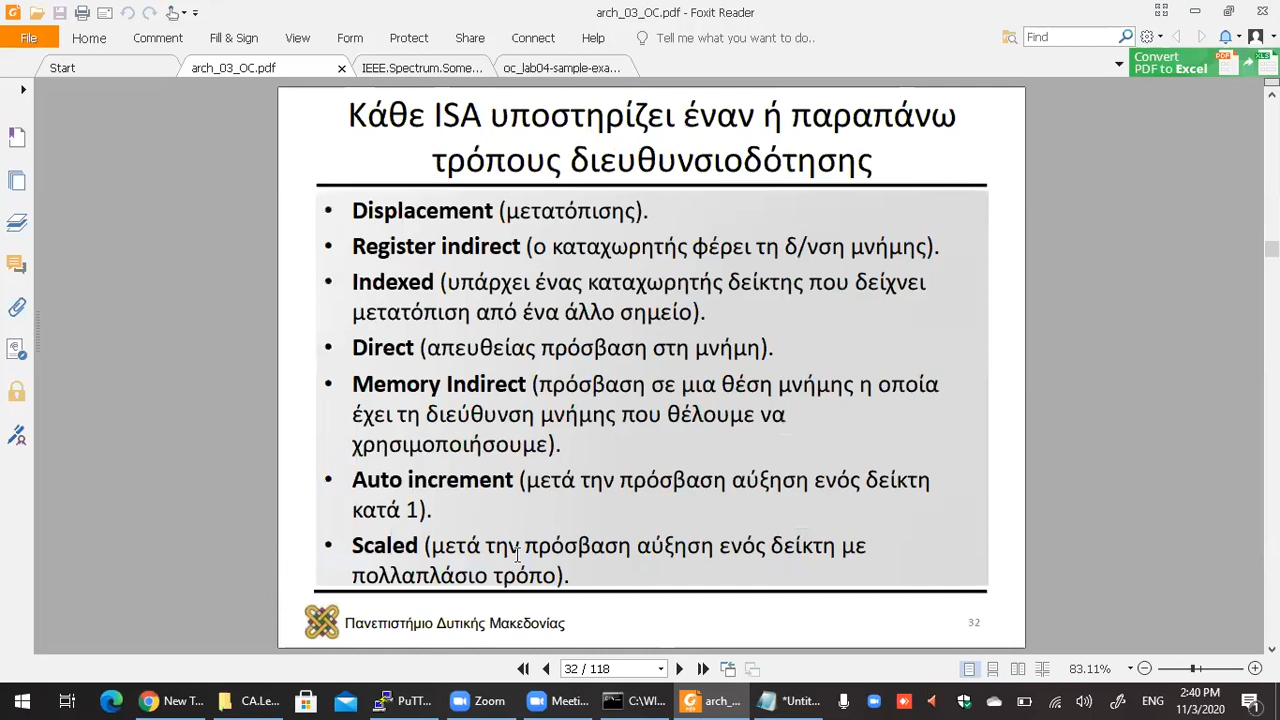 arch_03_OC.pdf - Foxit Reader
File Home Comment Fill & Sign View Form Protect Share Connect Help Tell me what you want to do.. Find
Start arch_03_OC.pdf IEEE.Spectrum.Some... oc_lab04-sample-exa...
Convert
PDF to Excel
Κάθε ISA υποστηρίζει έναν ή παραπάνω
τρόπους διευθυνσιοδότησης
• Displacement (μετατόπισης).
• Register indirect (ο καταχωρητής φέρει τη δ/νση μνήμης).
• Indexed (υπάρχει ένας καταχωρητής δείκτης που δείχνει
μετατόπιση από ένα άλλο σημείο).
• Direct (απευθείας πρόσβαση στη μνήμη).
• Memory Indirect (πρόσβαση σε μια θέση μνήμης η οποία
έχει τη διεύθυνση μνήμης που θέλουμε να
χρησιμοποιήσουμε).
• Auto increment (μετά την πρόσβαση αύξηση ενός δείκτη
κατά 1).
• Scaled (μετά την πρόσβαση αύξηση ενός δείκτη με
πολλαπλάσιο τρόπο).
Πανεπιστήμιο Δυτικής Μακεδονίας 32
32 / 118 83.11%
New T... CA.Le... PuTT... Zoom Meeti... C:\WI... arch_... *Untit... ENG 2:40 PM
11/3/2020